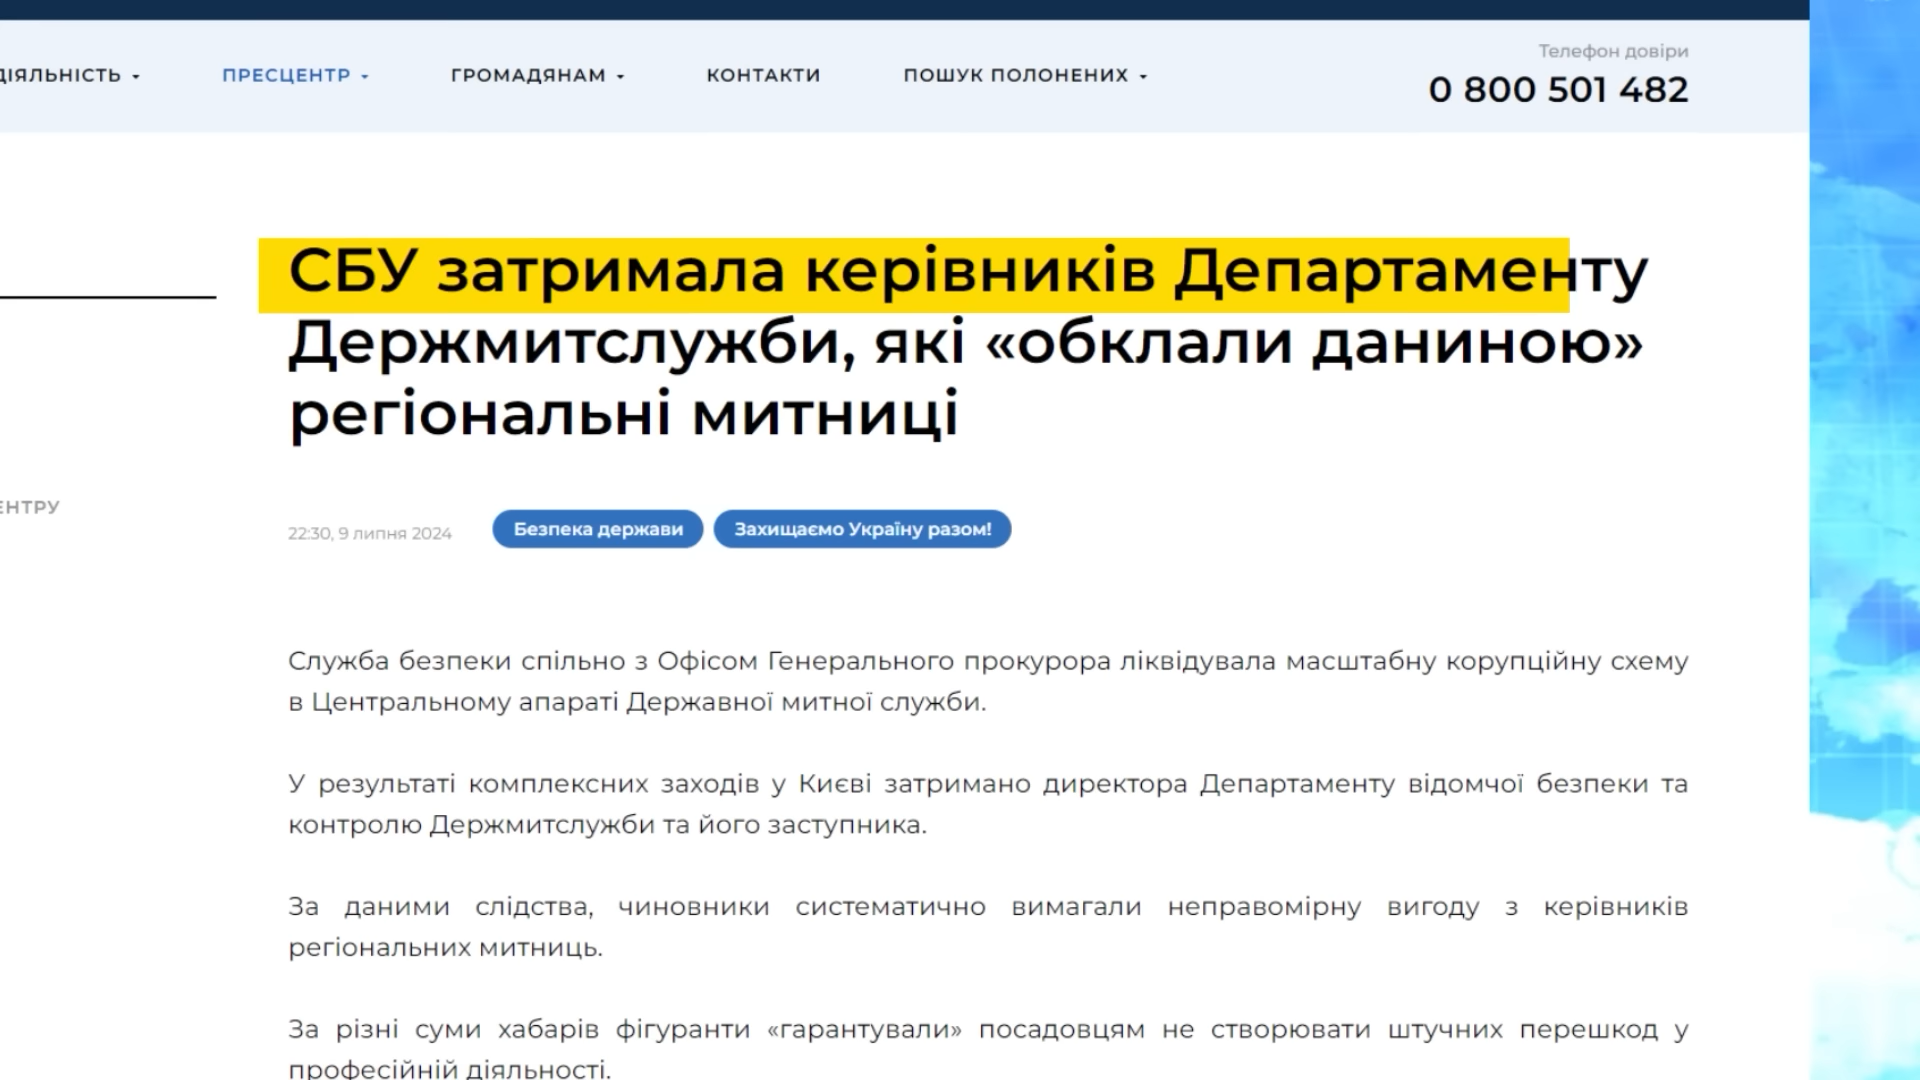 ДІЯЛЬНІСТЬ
ПРЕСЦЕНТР
ГРОМАДЯНАМ
КОНТАКТИ
ПОШУК ПОЛОНЕНИХ
Телефон довіри
0 800 501 482
СБУ затримала керівників Департаменту
Держмитслужби, які «обклали даниною»
регіональні митниці
ЕНТРУ
22:30, 9 липня 2024
Безпека держави
Захищаємо Україну разом!
Служба безпеки спільно з Офісом Генерального прокурора ліквідувала масштабну корупційну схему
в Центральному апараті Державної митної служби.
У результаті комплексних заходів у Києві затримано директора Департаменту відомчої безпеки та
контролю Держмитслужби та його заступника.
За даними слідства, чиновники систематично вимагали неправомірну вигоду з керівників
регіональних митниць.
За різні суми хабарів фігуранти «гарантували» посадовцям не створювати штучних перешкод у
професійній діяльності.